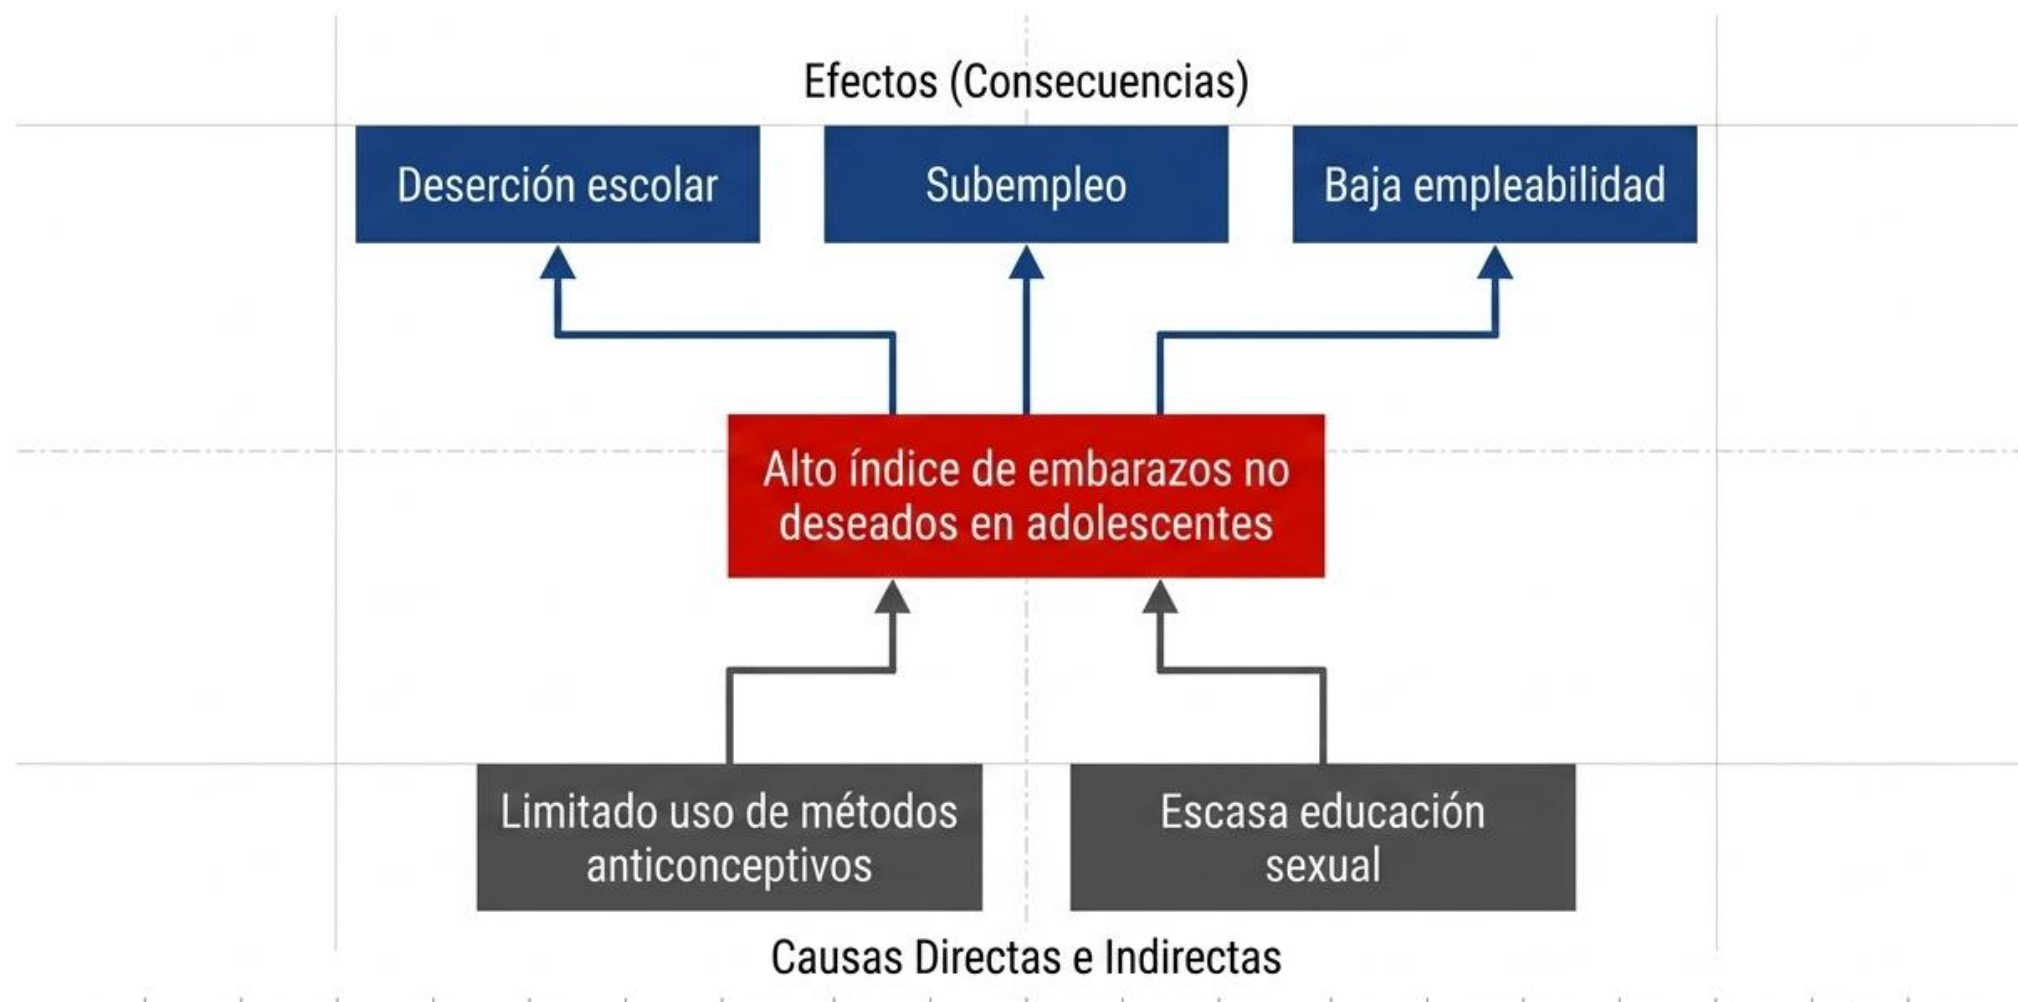 Efectos (Consecuencias)
Deserción escolar
Subempleo
Baja empleabilidad
Alto índice de embarazos no
deseados en adolescentes
Limitado uso de métodos
anticonceptivos
Escasa educación
sexual
Causas Directas e Indirectas